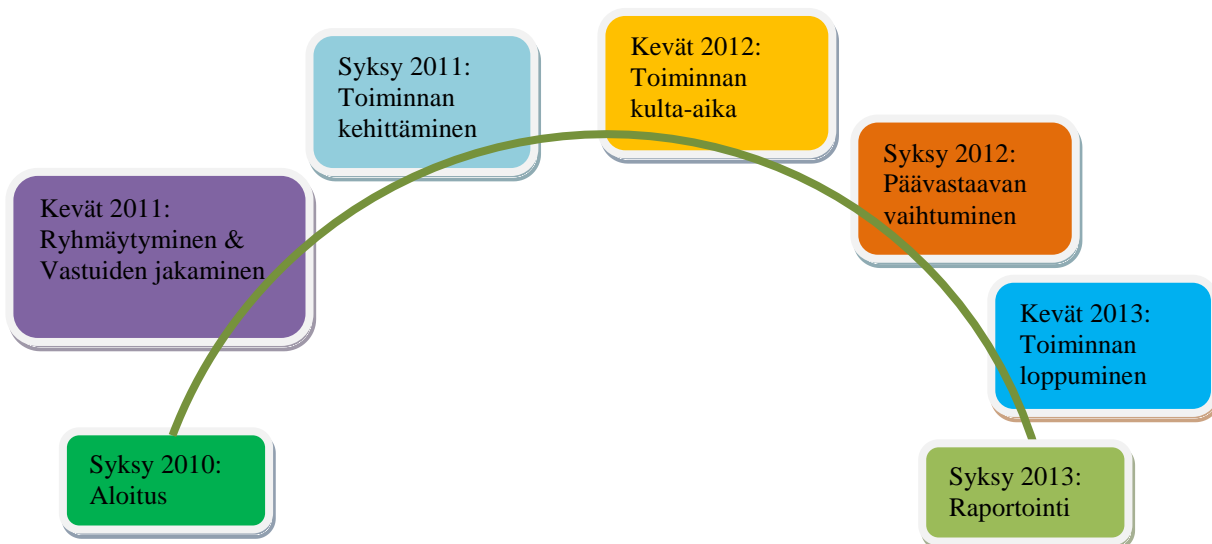 Syksy 2010:
Aloitus
Kevät 2011:
Ryhmäytyminen &
Vastuiden jakaminen
Syksy 2011:
Toiminnan
kehittäminen
Kevät 2012:
Toiminnan
kulta-aika
Syksy 2012:
Päävastaavan
vaihtuminen
Kevät 2013:
Toiminnan
loppuminen
Syksy 2013:
Raportointi